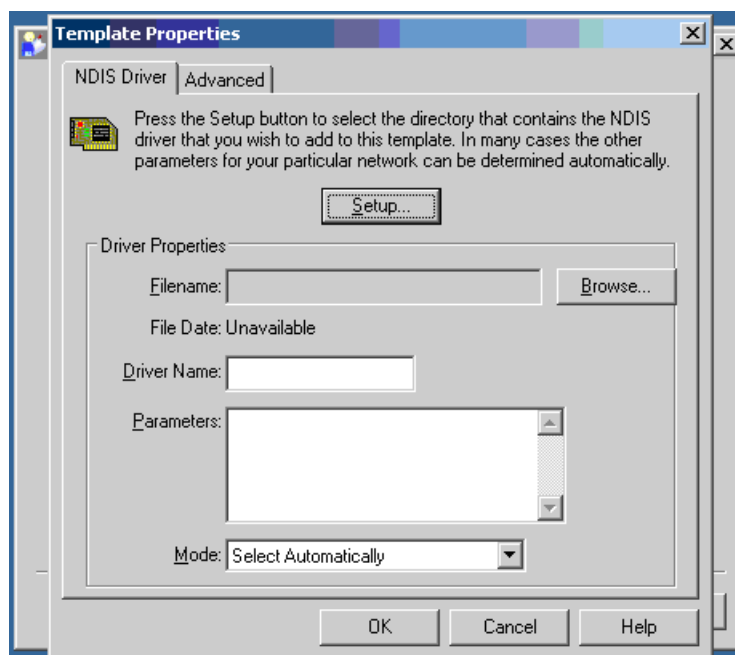 Template Properties
NDIS Driver
Advanced
Press the Setup button to select the directory that contains the NDIS
driver that you wish to add to this template. In many cases the other
parameters for your particular network can be determined automatically.
Setup...
Driver Properties
Filename:
Browse...
File Date: Unavailable
Driver Name:
Parameters:
Mode: Select Automatically
OK
Cancel
Help